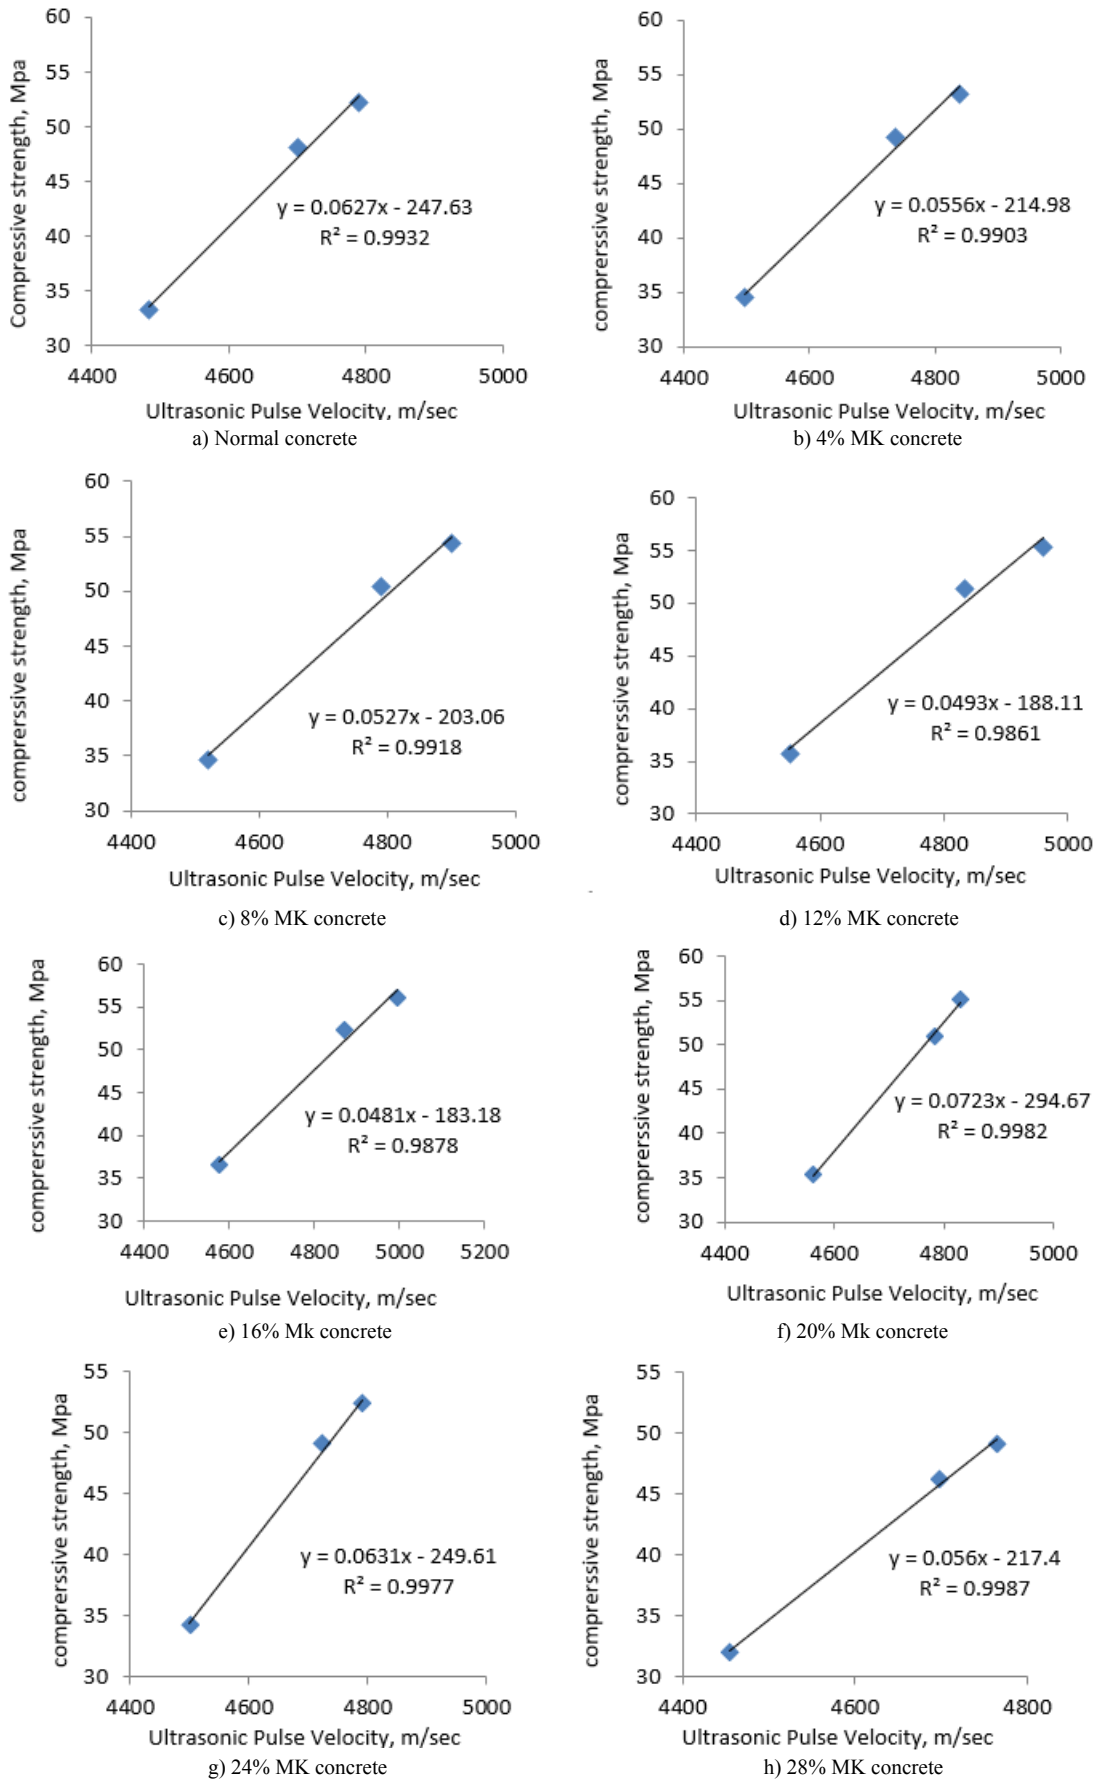 Compressive strength, Mpa
60
55
50
45
40
35
30
y = 0.0627x - 247.63
R² = 0.9932
4400 4600 4800 5000
Ultrasonic Pulse Velocity, m/sec
a) Normal concrete
comprerssive strength, Mpa
60
55
50
45
40
35
30
y = 0.0556x - 214.98
R² = 0.9903
4400 4600 4800 5000
Ultrasonic Pulse Velocity, m/sec
b) 4% MK concrete
comprerssive strength, Mpa
60
55
50
45
40
35
30
y = 0.0527x - 203.06
R² = 0.9918
4400 4600 4800 5000
Ultrasonic Pulse Velocity, m/sec
c) 8% MK concrete
comprerssive strength, Mpa
60
55
50
45
40
35
30
y = 0.0493x - 188.11
R² = 0.9861
4400 4600 4800 5000
Ultrasonic Pulse Velocity, m/sec
d) 12% MK concrete
comprerssive strength, Mpa
60
55
50
45
40
35
30
y = 0.0481x - 183.18
R² = 0.9878
4400 4600 4800 5000 5200
Ultrasonic Pulse Velocity, m/sec
e) 16% Mk concrete
comprerssive strength, Mpa
60
55
50
45
40
35
30
y = 0.0723x - 294.67
R² = 0.9982
4400 4600 4800 5000
Ultrasonic Pulse Velocity, m/sec
f) 20% Mk concrete
comprerssive strength, Mpa
55
50
45
40
35
30
y = 0.0631x - 249.61
R² = 0.9977
4400 4600 4800 5000
Ultrasonic Pulse Velocity, m/sec
g) 24% MK concrete
comprerssive strength, Mpa
55
50
45
40
35
30
y = 0.056x - 217.4
R² = 0.9987
4400 4600 4800
Ultrasonic Pulse Velocity, m/sec
h) 28% MK concrete